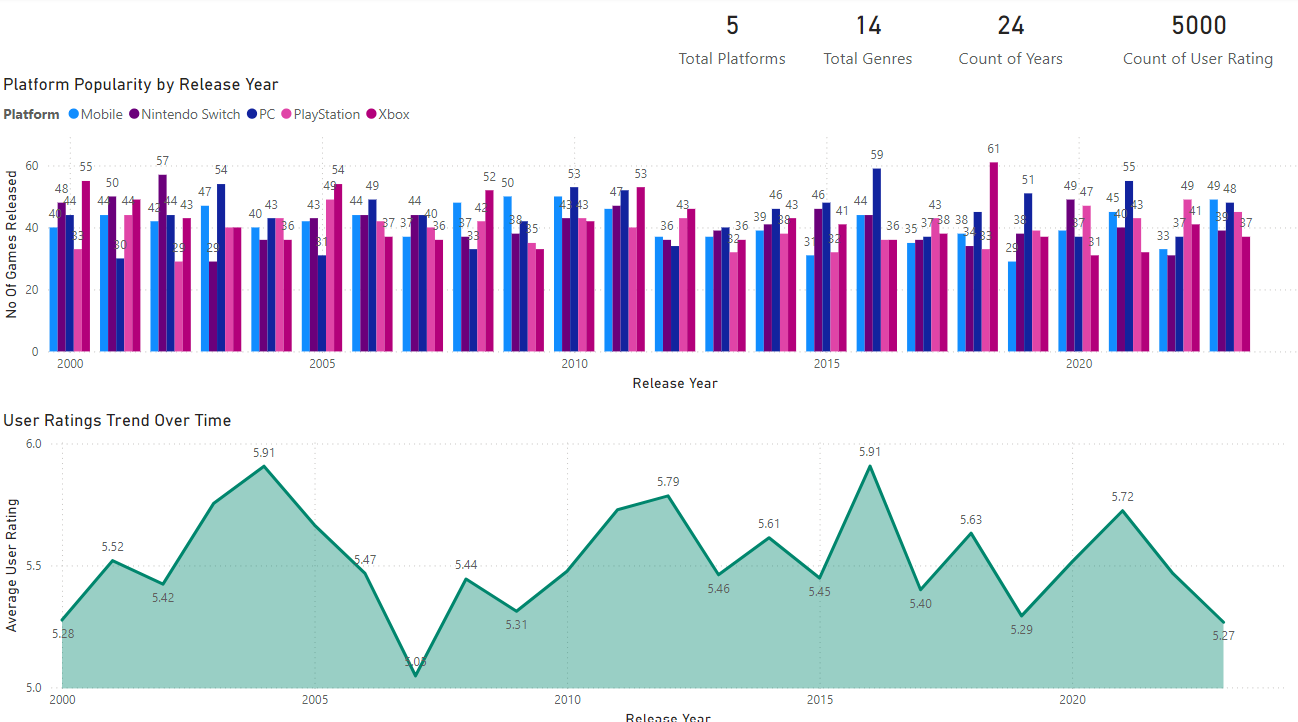 5 14 24 5000
Total Platforms Total Genres Count of Years Count of User Rating
Platform Popularity by Release Year
Platform Mobile Nintendo Switch PC PlayStation Xbox
No Of Games Released
60
40
20
0
40 48 44 33 55
44 50 30 44
42 57 44 29 43
47 29 54
40 43 36
43 31 49 54
44 49 37
37 44 40 36
37 33 42 52
50 38 42 35
43 53 43
47 53
36 43
32 36
39 46 38 43
31 46 32 41
44 59 36
35 37 43 38
38 34 33 61
29 38 51
49 37 47 31
45 40 55 43
33 37 49 41
49 39 48 37
2000 2005 2010 2015 2020
Release Year
User Ratings Trend Over Time
Average User Rating
6.0
5.5
5.0
5.28 5.52 5.42 5.91 5.47 5.05 5.44 5.31 5.79 5.46 5.61 5.45 5.91 5.40 5.63 5.29 5.72 5.27
2000 2005 2010 2015 2020
Release Year